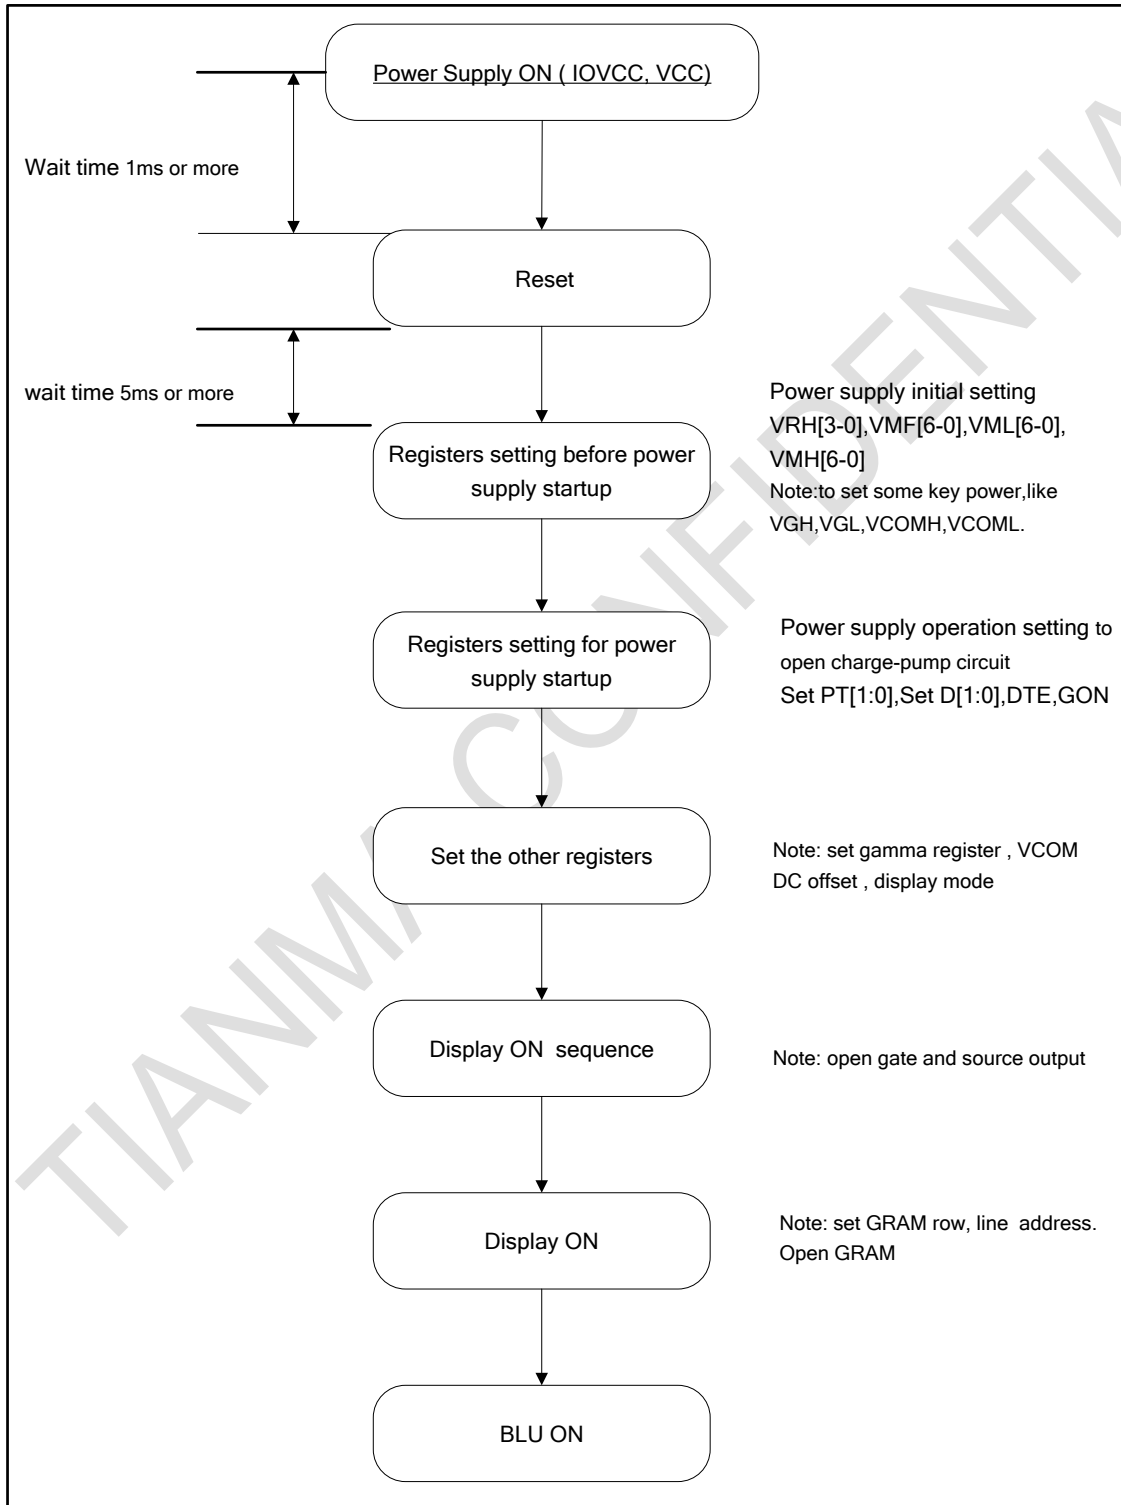 Power Supply ON ( IOVCC, VCC)
Wait time 1ms or more
Reset
wait time 5ms or more
Registers setting before power
supply startup
Power supply initial setting
VRH[3-0],VMF[6-0],VML[6-0],
VMH[6-0]
Note:to set some key power,like
VGH,VGL,VCOMH,VCOML.
Registers setting for power
supply startup
Power supply operation setting to
open charge-pump circuit
Set PT[1:0],Set D[1:0],DTE,GON
Set the other registers
Note: set gamma register , VCOM
DC offset , display mode
Display ON  sequence
Note: open gate and source output
Display ON
Note: set GRAM row, line  address.
Open GRAM
BLU ON
TIANMA CONFIDENTIA